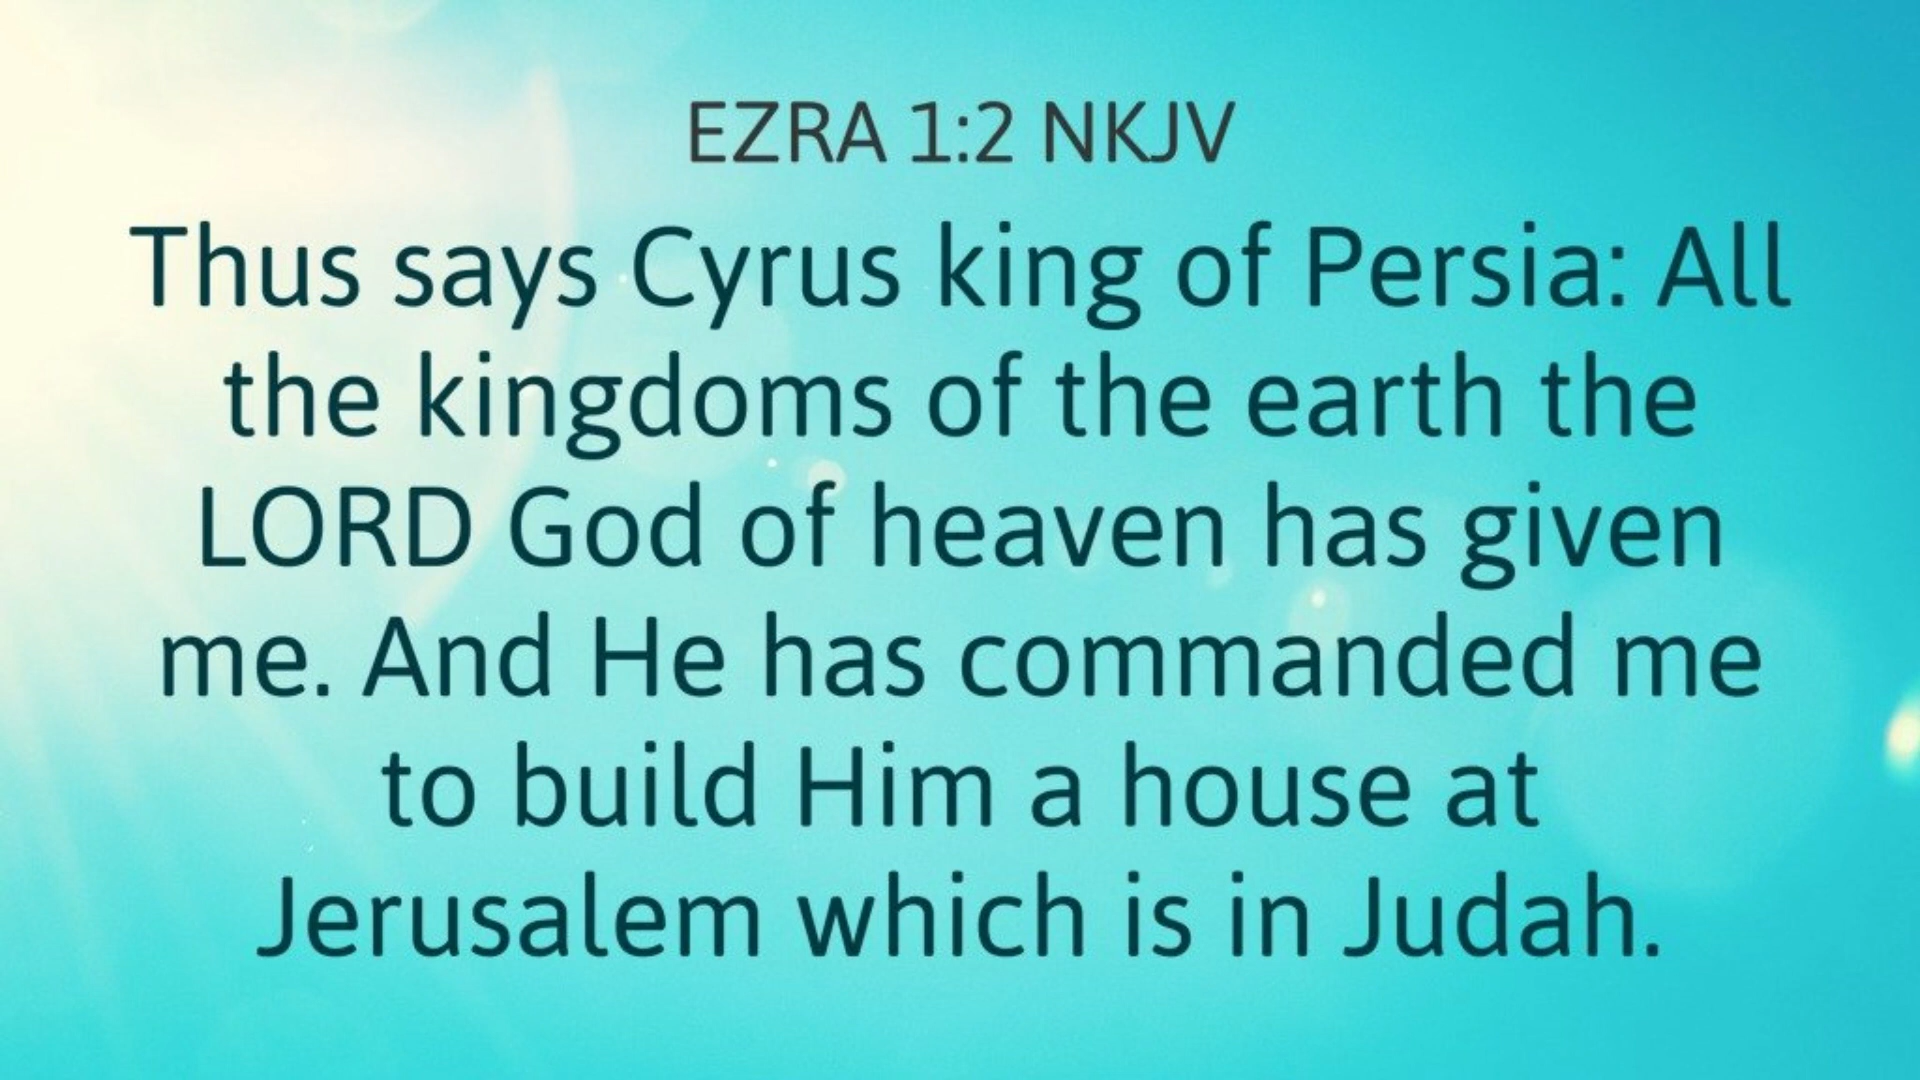 EZRA 1:2 NKJV
Thus says Cyrus king of Persia: All
the kingdoms of the earth the
LORD God of heaven has given
me. And He has commanded me
to build Him a house at
Jerusalem which is in Judah.